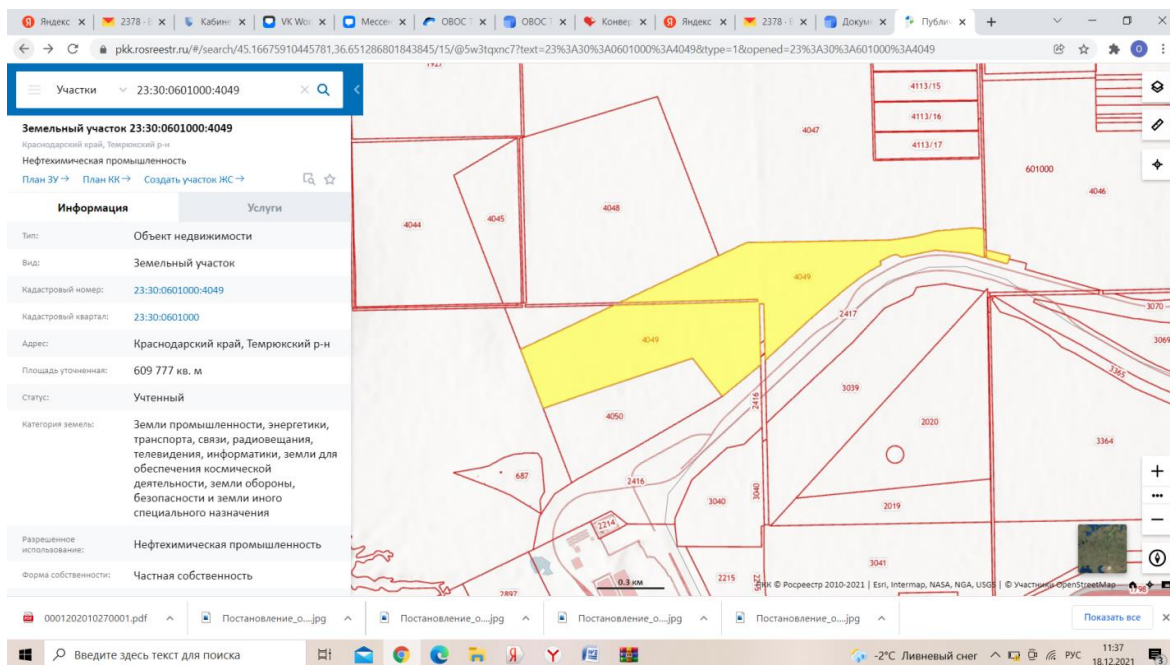 Яндекс
2378 - E
Кабине
VK Wor
Мессен
ОВОС Т
ОВОС Т
Конвер
Яндекс
2378 - E
Докуме
Публич
pkk.rosreestr.ru/#/search/45.16675910445781,36.651286801843845/15/@5w3tqxnc7?text=23%3A30%3A0601000%3A4049&type=1&opened=23%3A30%3A601000%3A4049
Участки
23:30:0601000:4049
Земельный участок 23:30:0601000:4049
Краснодарский край, Темрюкский р-н
Нефтехимическая промышленность
План ЗУ → План КК → Создать участок ЖС →
Информация
Услуги
Тип: Объект недвижимости
Вид: Земельный участок
Кадастровый номер: 23:30:0601000:4049
Кадастровый квартал: 23:30:0601000
Адрес: Краснодарский край, Темрюкский р-н
Площадь уточненная: 609 777 кв. м
Статус: Учтенный
Категория земель: Земли промышленности, энергетики,
транспорта, связи, радиовещания,
телевидения, информатики, земли для
обеспечения космической
деятельности, земли обороны,
безопасности и земли иного
специального назначения
Разрешенное
использование: Нефтехимическая промышленность
Форма собственности: Частная собственность
1927
4113/15
4113/16
4113/17
4047
601000
4046
4048
4044
4045
4049
4049
2417
3070
3069
3365
3039
2020
3364
4050
2416
2416
687
3040
3040
2019
2214
3041
2215
2897
1798
0.3 км
ПКК © Росреестр 2010-2021 | Esri, Intermap, NASA, NGA, USGS | © Участники OpenStreetMap
0001202010270001.pdf
Постановление_о....jpg
Постановление_о....jpg
Постановление_о....jpg
Постановление_о....jpg
Показать все
Введите здесь текст для поиска
-2°C Ливневый снег
РУС
11:37
18.12.2021